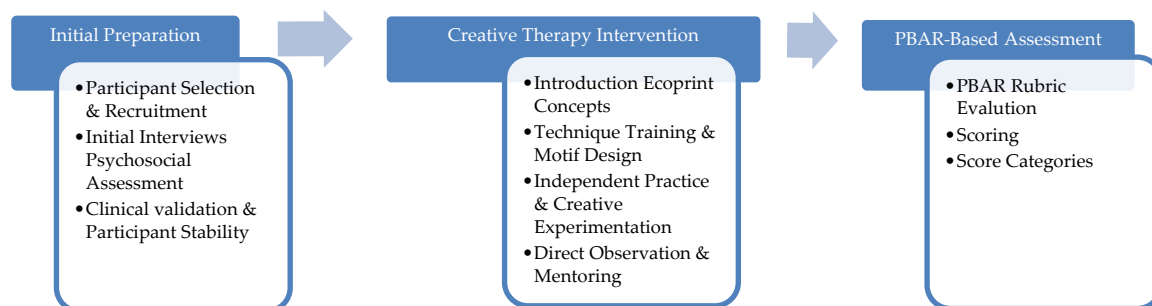 Initial Preparation
•Participant Selection
& Recruitment
•Initial Interviews
Psychosocial
Assessment
•Clinical validation &
Participant Stability
Creative Therapy Intervention
•Introduction Ecoprint
Concepts
•Technique Training &
Motif Design
•Independent Practice
& Creative
Experimentation
•Direct Observation &
Mentoring
PBAR-Based Assessment
•PBAR Rubric
Evalution
•Scoring
•Score Categories